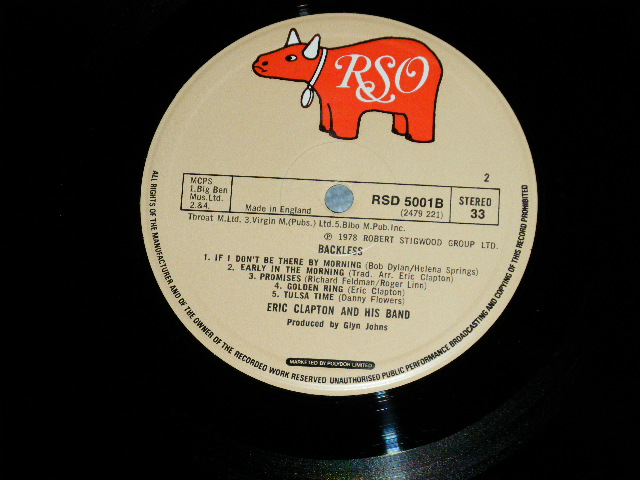 RSO
2
MCPS
1.Big Ben
Mus.Ltd.
2.&4.
Made in England
RSD 5001B
(2479 221)
STEREO
33
Throat M.Ltd. 3.Virgin M,(Pubs.) Ltd.5.Bibo M.Pub.Inc.
℗ 1978 ROBERT STIGWOOD GROUP LTD.
BACKLESS
1. IF I DON'T BE THERE BY MORNING (Bob Dylan/Helena Springs)
2. EARLY IN THE MORNING (Trad. Arr. Eric Clapton)
3. PROMISES (Richard Feldman/Roger Linn)
4. GOLDEN RING (Eric Clapton)
5. TULSA TIME (Danny Flowers)
ERIC CLAPTON AND HIS BAND
Produced by Glyn Johns
MARKETED BY POLYDOR LIMITED
ALL RIGHTS OF THE MANUFACTURER AND OF THE OWNER OF THE RECORDED WORK RESERVED UNAUTHORISED PUBLIC PERFORMANCE BROADCASTING AND COPYING OF THIS RECORD PROHIBITED